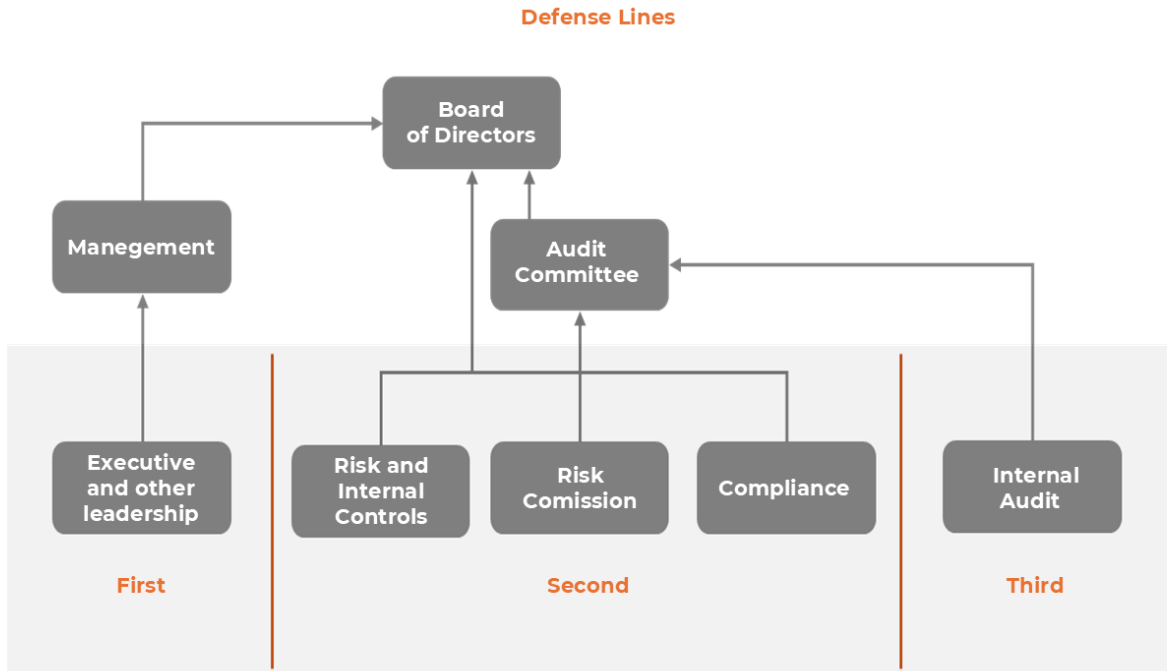 Defense Lines
Board
of Directors
Manegement
Audit
Committee
Executive
and other
leadership
Risk and
Internal
Controls
Risk
Comission
Compliance
Internal
Audit
First
Second
Third